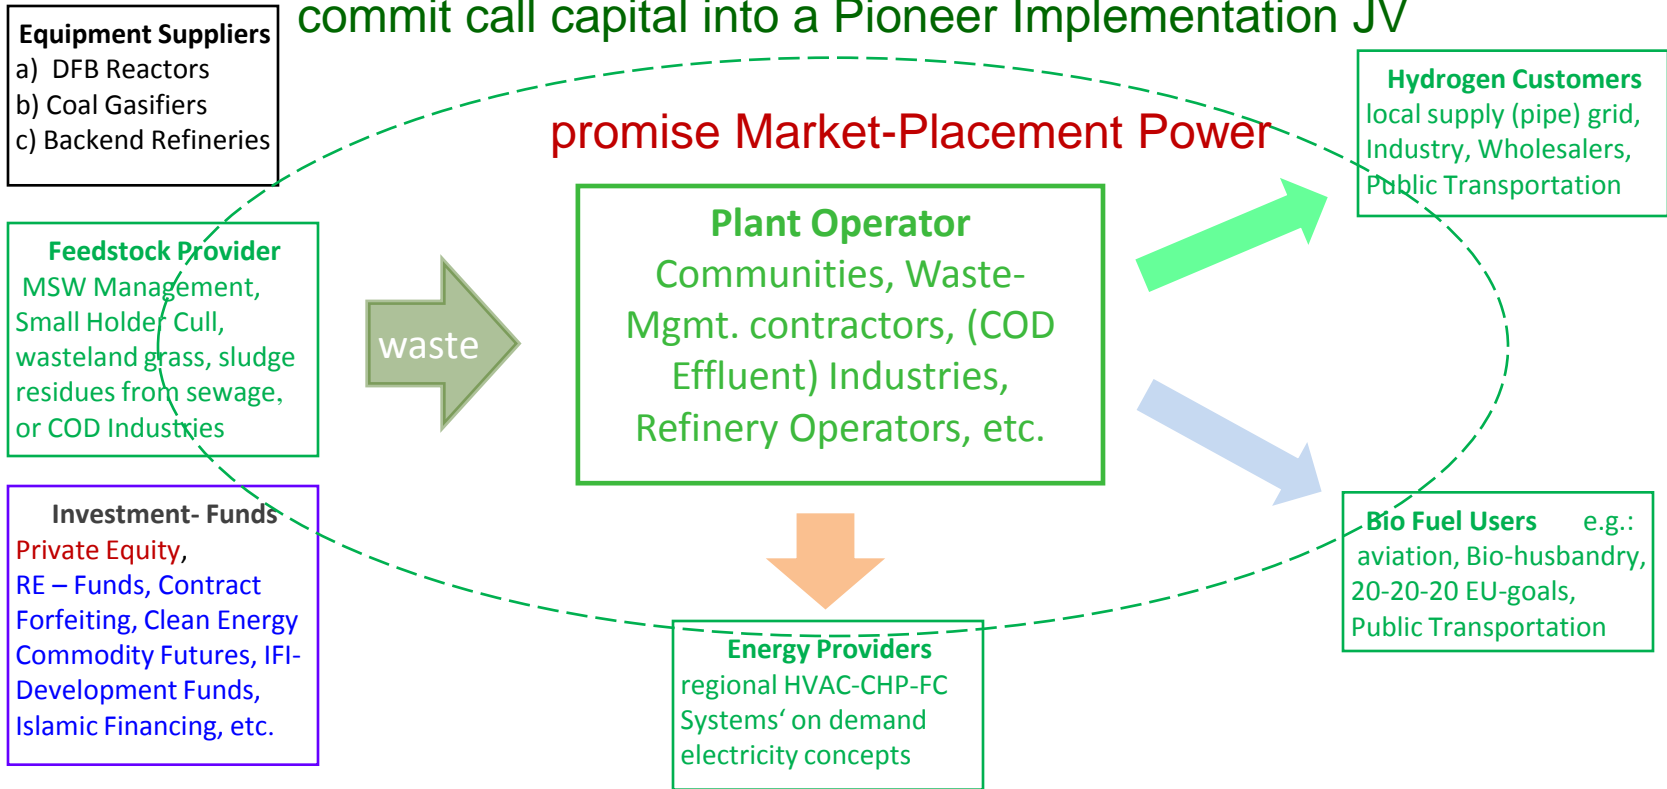 commit call capital into a Pioneer Implementation JV
Equipment Suppliers
a)  DFB Reactors
b) Coal Gasifiers
c) Backend Refineries
promise Market-Placement Power
Hydrogen Customers
local supply (pipe) grid,
Industry, Wholesalers,
Public Transportation
Feedstock Provider
MSW Management,
Small Holder Cull,
wasteland grass, sludge
residues from sewage,
or COD Industries
waste
Plant Operator
Communities, Waste-
Mgmt. contractors, (COD
Effluent) Industries,
Refinery Operators, etc.
Investment- Funds
Private Equity,
RE – Funds, Contract
Forfeiting, Clean Energy
Commodity Futures, IFI-
Development Funds,
Islamic Financing, etc.
Bio Fuel Users e.g.:
aviation, Bio-husbandry,
20-20-20 EU-goals,
Public Transportation
Energy Providers
regional HVAC-CHP-FC
Systems‘ on demand
electricity concepts